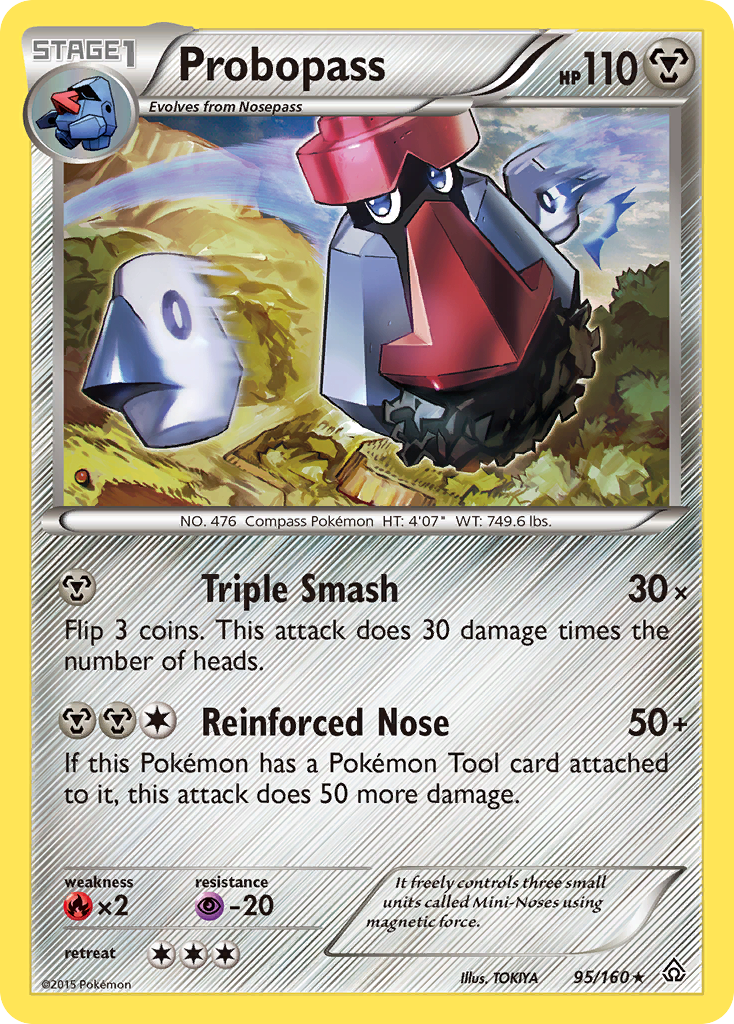 STAGE1
Probopass
HP110
Evolves from Nosepass
NO. 476 Compass Pokémon HT: 4'07" WT: 749.6 lbs.
Triple Smash 30×
Flip 3 coins. This attack does 30 damage times the
number of heads.
Reinforced Nose 50+
If this Pokémon has a Pokémon Tool card attached
to it, this attack does 50 more damage.
weakness resistance
×2 -20
retreat
It freely controls three small
units called Mini-Noses using
magnetic force.
©2015 Pokémon
Illus. TOKIYA 95/160★